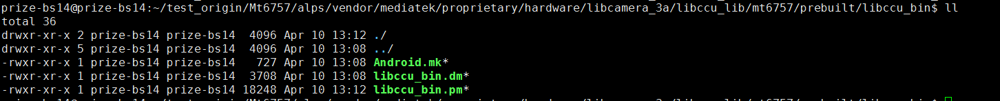 prize-bs14@prize-bs14:~/test_origin/Mt6757/alps/vendor/mediatek/proprietary/hardware/libcamera_3a/libccu_lib/mt6757/prebuilt/libccu_bin$ ll
total 36
drwxr-xr-x 2 prize-bs14 prize-bs14  4096 Apr 10 13:12 ./
drwxr-xr-x 5 prize-bs14 prize-bs14  4096 Apr 10 13:08 ../
-rwxr-xr-x 1 prize-bs14 prize-bs14   727 Apr 10 13:08 Android.mk*
-rwxr-xr-x 1 prize-bs14 prize-bs14  3708 Apr 10 13:08 libccu_bin.dm*
-rwxr-xr-x 1 prize-bs14 prize-bs14 18248 Apr 10 13:12 libccu_bin.pm*